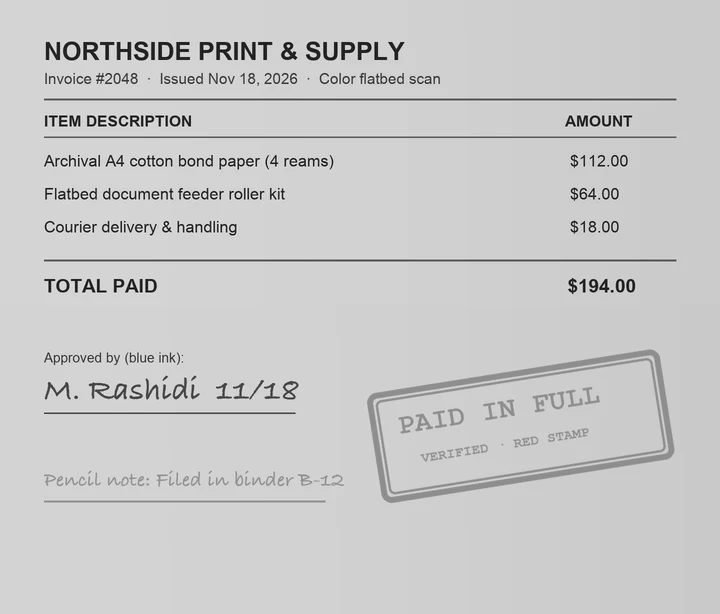 NORTHSIDE PRINT & SUPPLY
Invoice #2048 · Issued Nov 18, 2026 · Color flatbed scan
ITEM DESCRIPTION AMOUNT
Archival A4 cotton bond paper (4 reams) $112.00
Flatbed document feeder roller kit $64.00
Courier delivery & handling $18.00
TOTAL PAID $194.00
Approved by (blue ink):
M. Rashidi 11/18
PAID IN FULL
VERIFIED · RED STAMP
Pencil note: Filed in binder B-12